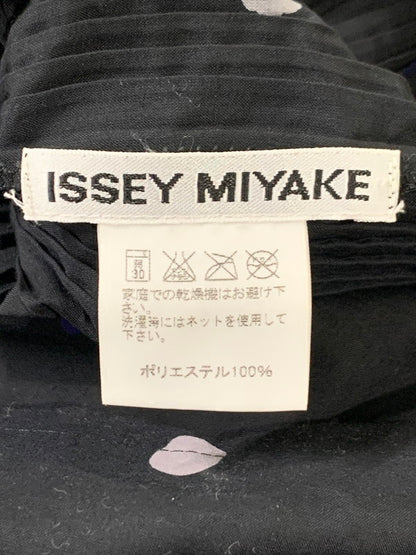 ISSEY MIYAKE
弱
30
家庭での乾燥機はお避け下
さい。
洗濯時にはネットを使用して下
さい。
ポリエステル100%